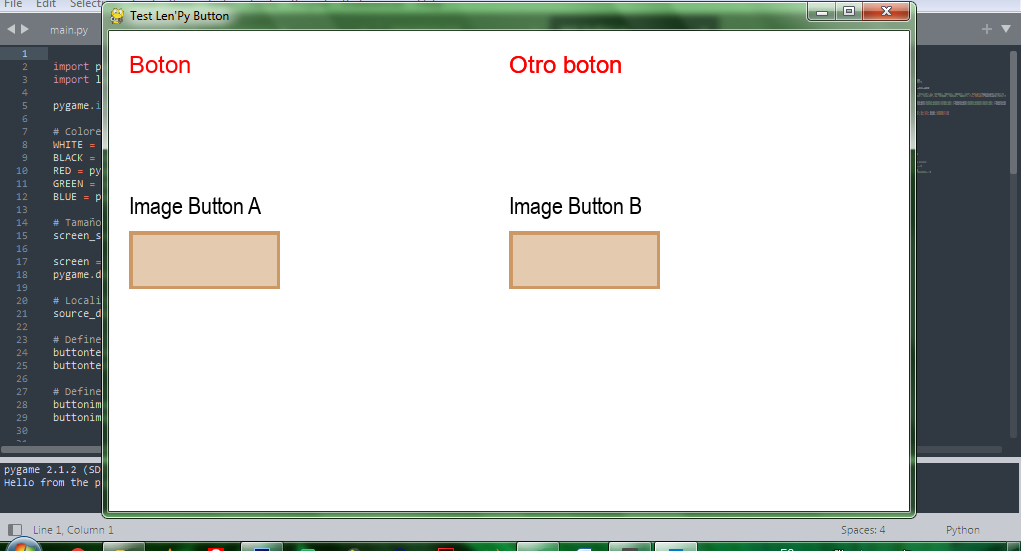 File Edit Select
Test Len'Py Button
main.py
Boton
Otro boton
Image Button A
Image Button B
1
2 import p
3 import l
4
5 pygame.i
6
7 # Colore
8 WHITE =
9 BLACK =
10 RED = py
11 GREEN =
12 BLUE = p
13
14 # Tamaño
15 screen_s
16
17 screen =
18 pygame.d
19
20 # Locali
21 source_d
22
23 # Define
24 buttonte
25 buttonte
26
27 # Define
28 buttonim
29 buttonim
30
pygame 2.1.2 (SD
Hello from the p
Line 1, Column 1
Spaces: 4
Python